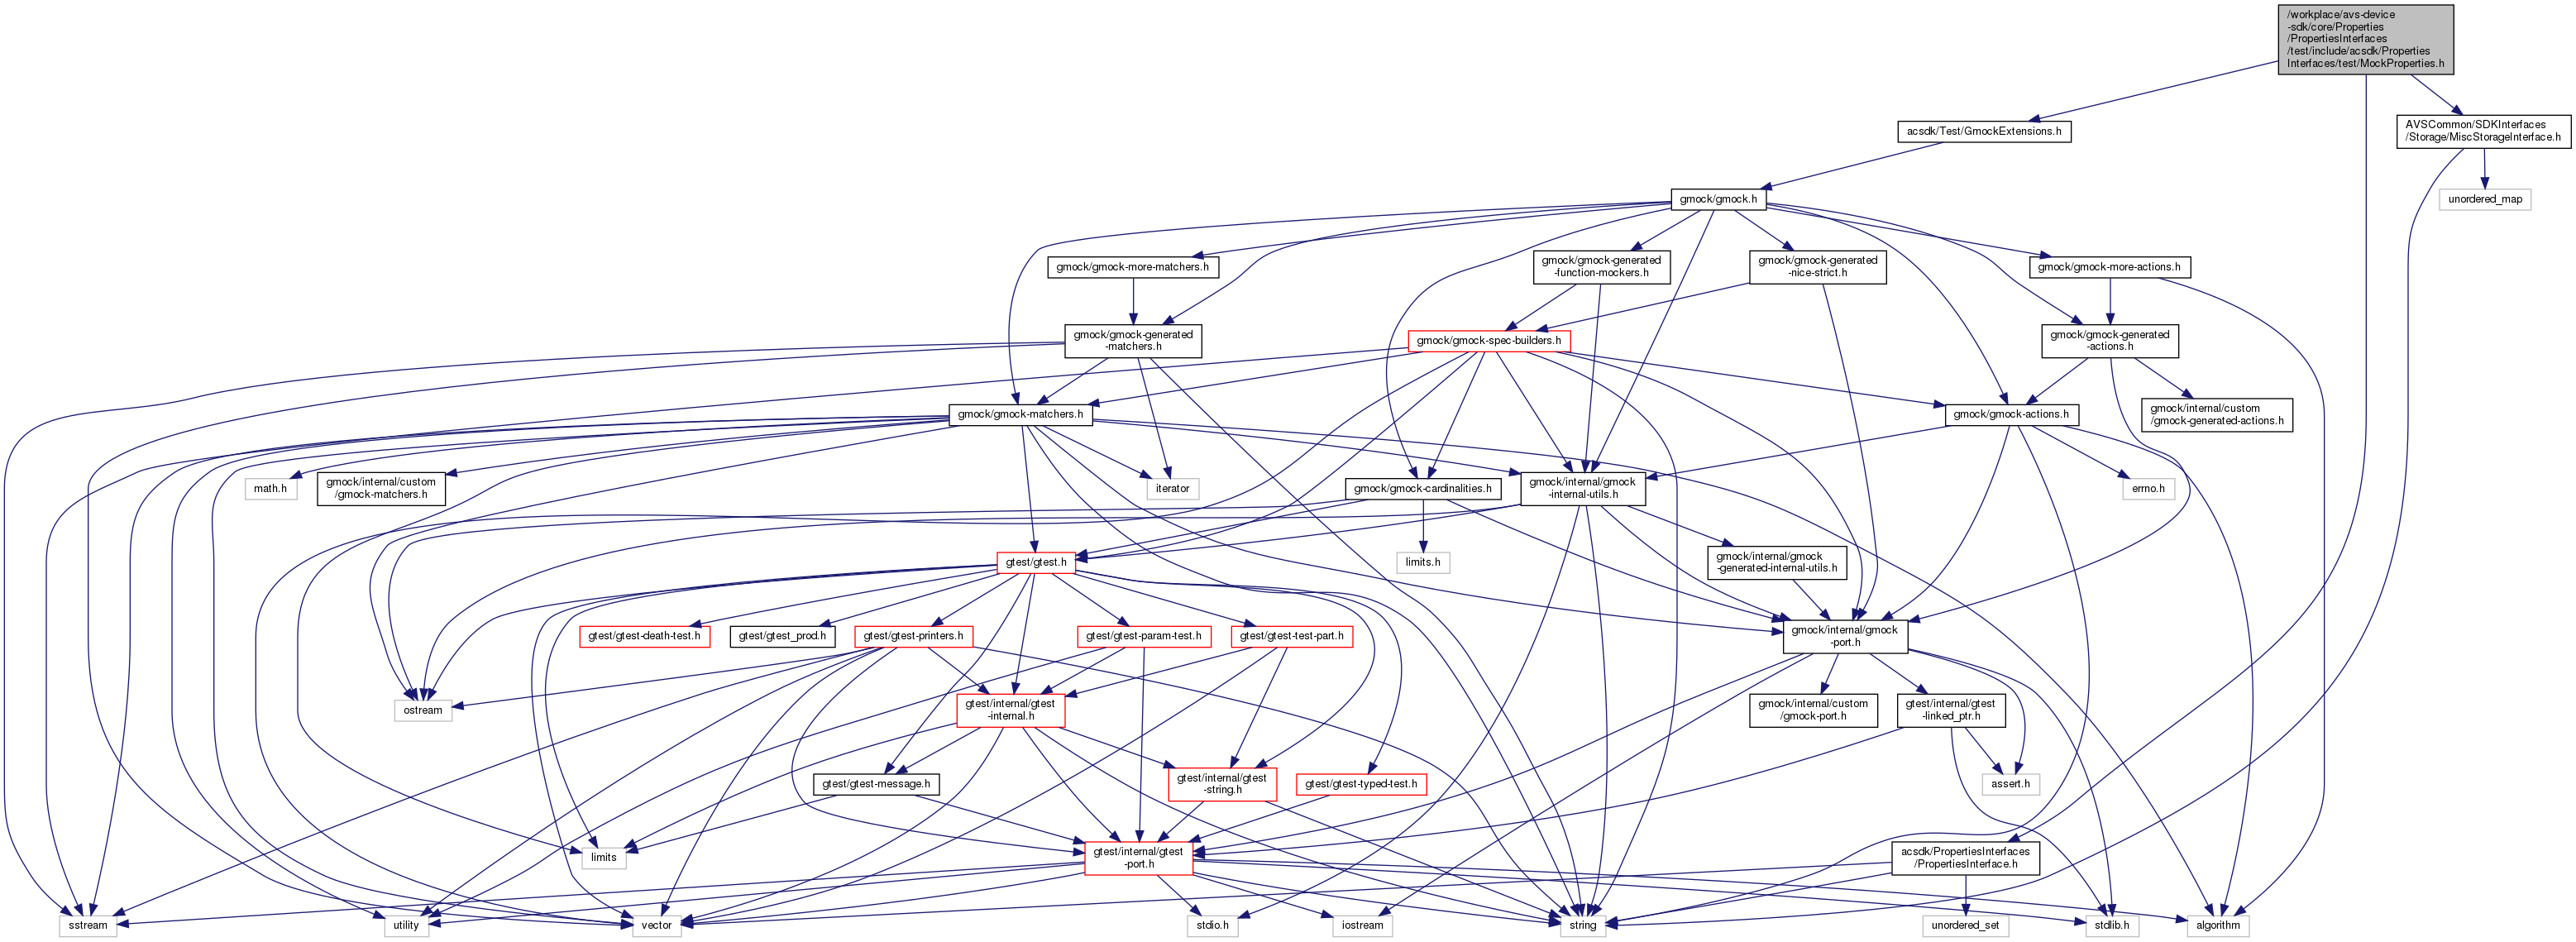 /workplace/avs-device
-sdk/core/Properties
/PropertiesInterfaces
/test/include/acsdk/Properties
Interfaces/test/MockProperties.h
acsdk/Test/GmockExtensions.h
AVSCommon/SDKInterfaces
/Storage/MiscStorageInterface.h
gmock/gmock.h
unordered_map
gmock/gmock-more-matchers.h
gmock/gmock-generated
-function-mockers.h
gmock/gmock-generated
-nice-strict.h
gmock/gmock-more-actions.h
gmock/gmock-generated
-matchers.h
gmock/gmock-spec-builders.h
gmock/gmock-generated
-actions.h
gmock/gmock-matchers.h
gmock/gmock-actions.h
gmock/internal/custom
/gmock-generated-actions.h
math.h
gmock/internal/custom
/gmock-matchers.h
iterator
gmock/gmock-cardinalities.h
gmock/internal/gmock
-internal-utils.h
errno.h
gtest/gtest.h
limits.h
gmock/internal/gmock
-generated-internal-utils.h
gtest/gtest-death-test.h
gtest/gtest_prod.h
gtest/gtest-printers.h
gtest/gtest-param-test.h
gtest/gtest-test-part.h
gmock/internal/gmock
-port.h
ostream
gtest/internal/gtest
-internal.h
gmock/internal/custom
/gmock-port.h
gtest/internal/gtest
-linked_ptr.h
gtest/gtest-message.h
gtest/internal/gtest
-string.h
gtest/gtest-typed-test.h
assert.h
limits
gtest/internal/gtest
-port.h
acsdk/PropertiesInterfaces
/PropertiesInterface.h
sstream
utility
vector
stdio.h
iostream
string
unordered_set
stdlib.h
algorithm